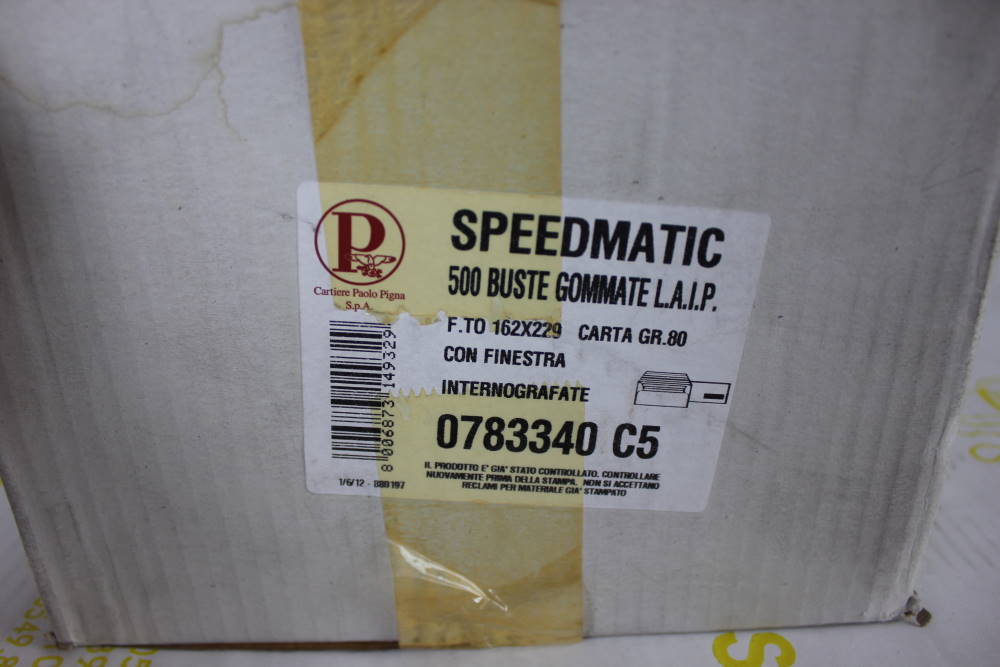 P
Cartiere Paolo Pigna
S.p.A.
SPEEDMATIC
500 BUSTE GOMMATE L.A.I.P.
F.TO 162X229 CARTA GR.80
CON FINESTRA
INTERNOGRAFATE
0783340 C5
8 006873 149329
1/6/12 - 880197
IL PRODOTTO E' GIA' STATO CONTROLLATO. CONTROLLARE
NUOVAMENTE PRIMA DELLA STAMPA. NON SI ACCETTANO
RECLAMI PER MATERIALE GIA' STAMPATO
S